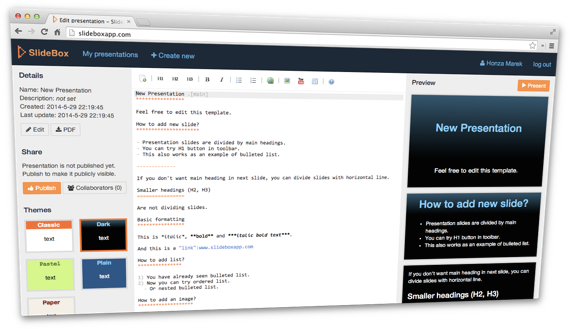 Edit presentation – SlideBox
slideboxapp.com
SlideBox
My presentations
+ Create new
Honza Marek
log out
Details
Name: New Presentation
Description: not set
Created: 2014-5-29 22:19:45
Last update: 2014-5-29 22:19:45
Edit
PDF
Share
Presentation is not published yet.
Publish to make it publicly visible.
Publish
Collaborators (0)
Themes
Classic
text
Dark
text
Pastel
text
Plain
text
Paper
H1 H2 H3 B I
New Presentation .[main]
****************
Feel free to edit this template.
How to add new slide?
****************
- Presentation slides are divided by main headings.
- You can try H1 button in toolbar.
- This also works as an example of bulleted list.
------------
If you don't want main heading in next slide, you can divide slides with horizontal line.
Smaller headings (H2, H3)
****************
Are not dividing slides.
Basic formatting
****************
This is *italic*, **bold** and ***italic bold text***.
And this is a "link":www.slideboxapp.com
How to add list?
****************
1) You have already seen bulleted list.
2) Now you can try ordered list.
Or nested bulleted list.
How to add an image?
Preview
Present
New Presentation
Feel free to edit this template.
How to add new slide?
• Presentation slides are divided by main
headings.
• You can try H1 button in toolbar.
• This also works as an example of bulleted list.
If you don't want main heading in next slide, you can
divide slides with horizontal line.
Smaller headings (H2, H3)